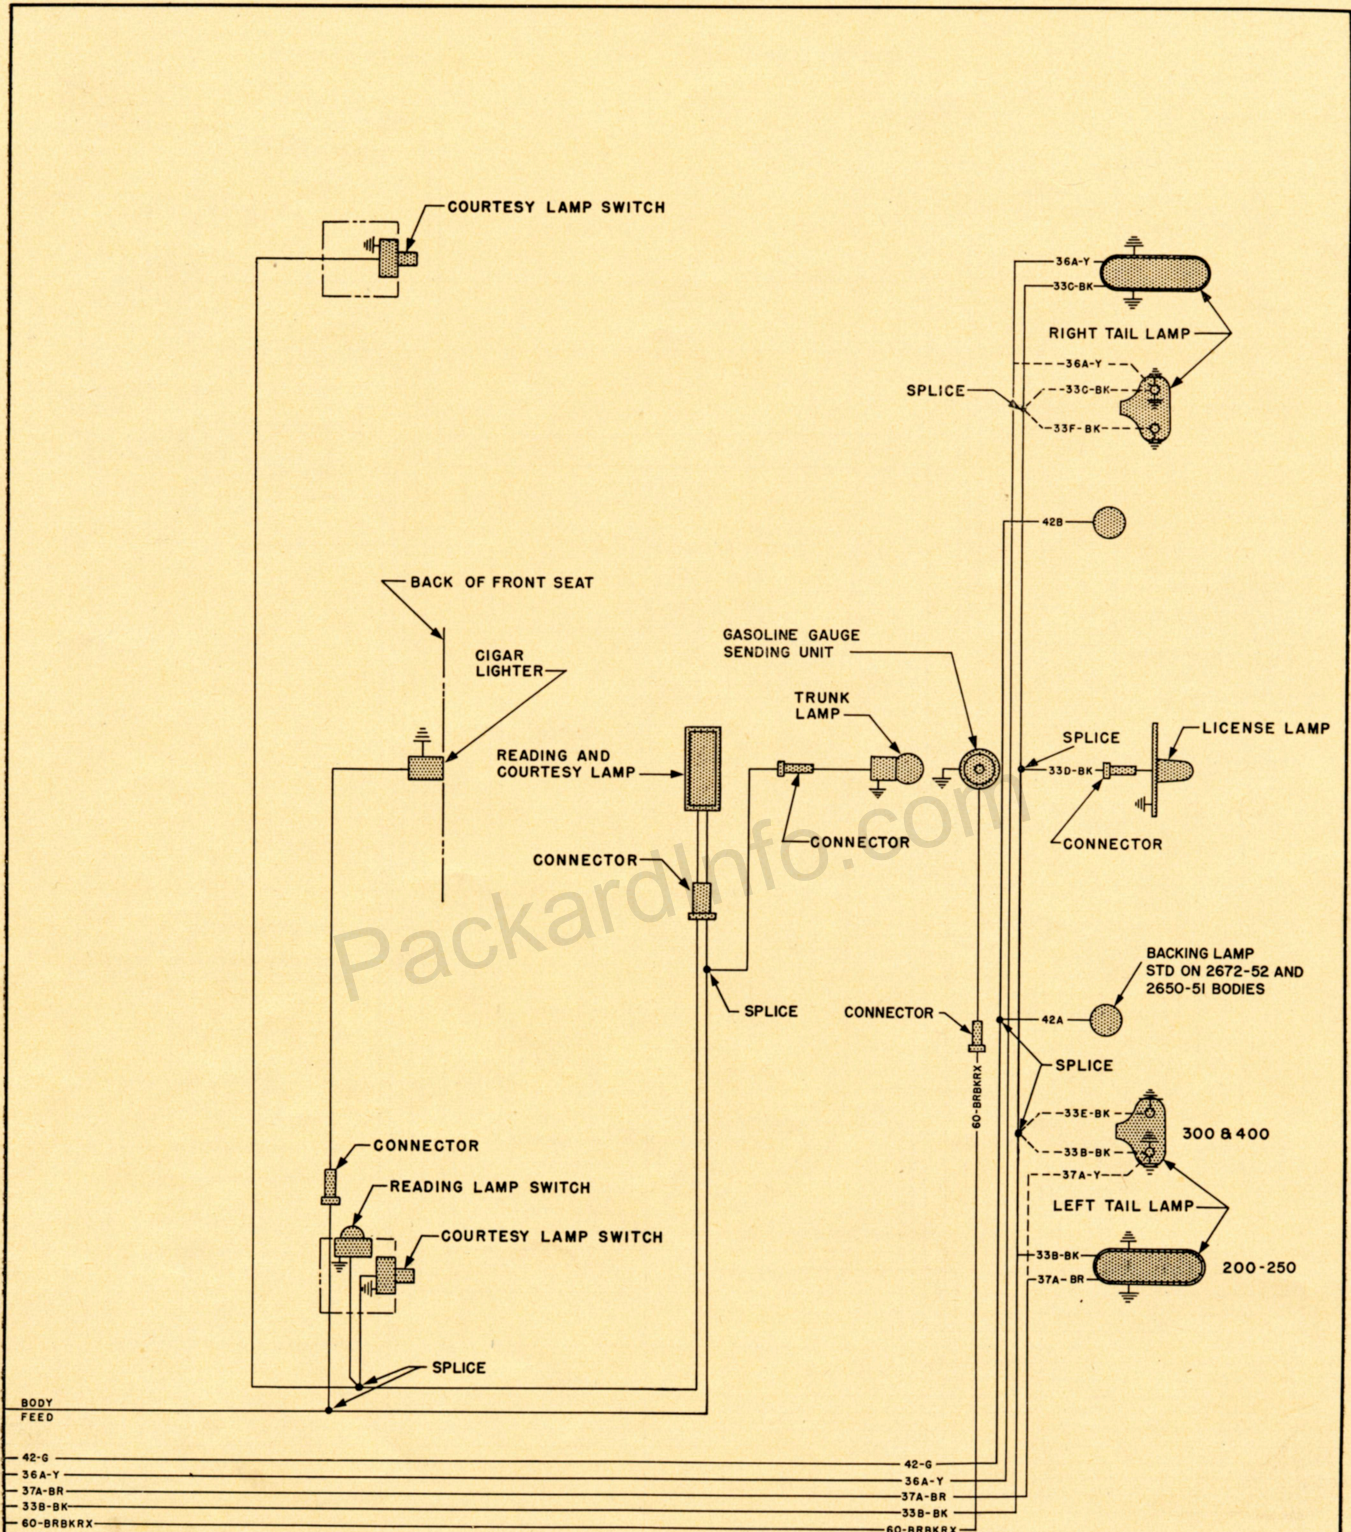 COURTESY LAMP SWITCH
36A-Y
33C-BK
RIGHT TAIL LAMP
36A-Y
SPLICE
33C-BK
33F-BK
42B
BACK OF FRONT SEAT
GASOLINE GAUGE
SENDING UNIT
CIGAR
LIGHTER
TRUNK
LAMP
LICENSE LAMP
SPLICE
READING AND
COURTESY LAMP
33D-BK
CONNECTOR
CONNECTOR
CONNECTOR
PackardInfo.com
BACKING LAMP
STD ON 2672-52 AND
2650-51 BODIES
SPLICE
CONNECTOR
42A
SPLICE
60-BRBKRX
33E-BK
300 & 400
CONNECTOR
33B-BK
37A-Y
READING LAMP SWITCH
LEFT TAIL LAMP
COURTESY LAMP SWITCH
33B-BK
200-250
37A-BR
SPLICE
BODY
FEED
42-G
42-G
36A-Y
36A-Y
37A-BR
37A-BR
33B-BK
33B-BK
60-BRBKRX
60-BRBKRX